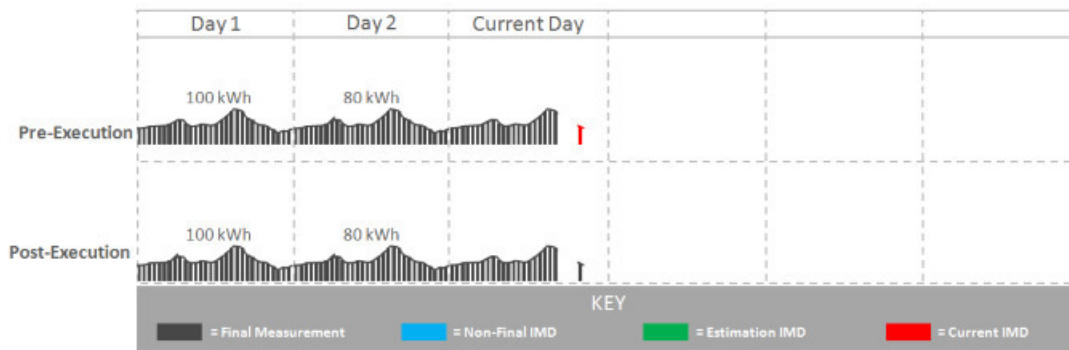 Day 1 Day 2 Current Day
100 kWh 80 kWh
Pre-Execution
100 kWh 80 kWh
Post-Execution
KEY
= Final Measurement = Non-Final IMD = Estimation IMD = Current IMD